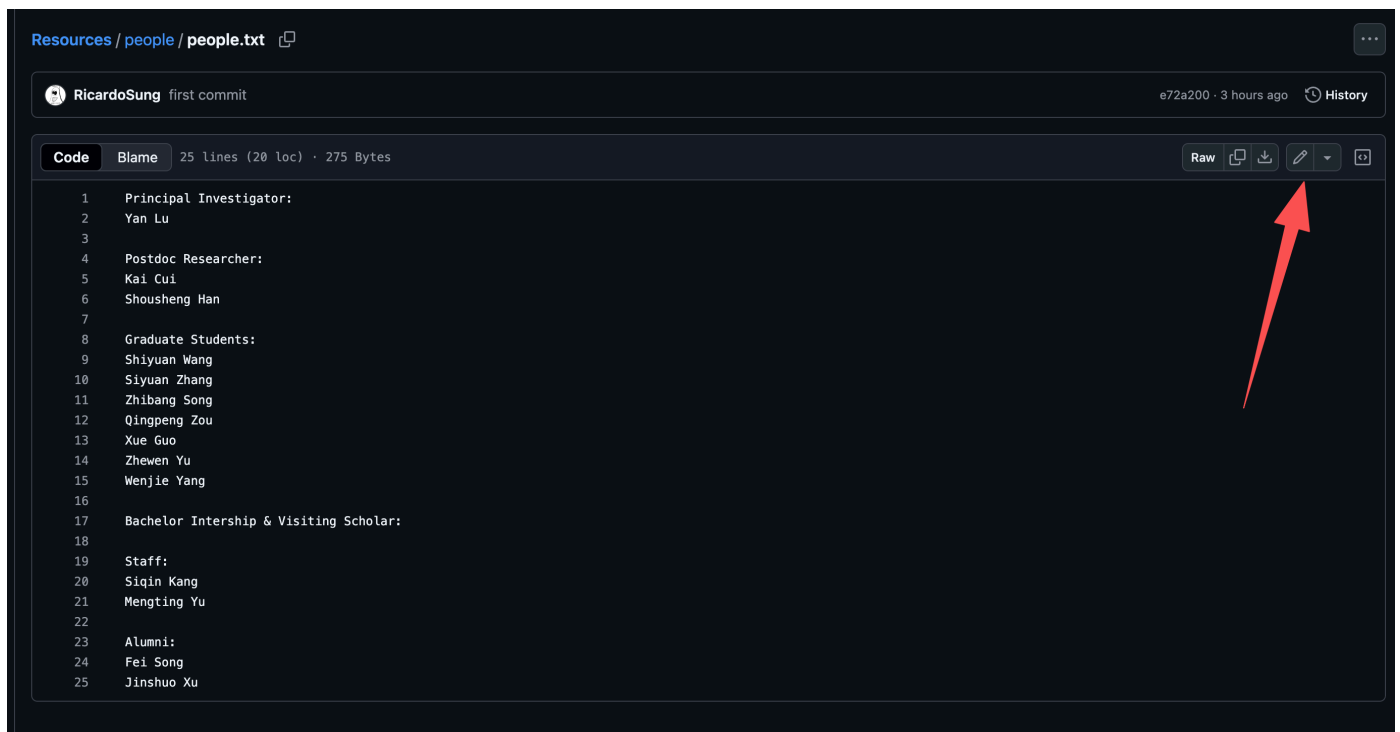 Resources / people / people.txt
RicardoSung first commit
e72a200 · 3 hours ago History
Code Blame 25 lines (20 loc) · 275 Bytes
Raw
1 Principal Investigator:
2 Yan Lu
3
4 Postdoc Researcher:
5 Kai Cui
6 Shousheng Han
7
8 Graduate Students:
9 Shiyuan Wang
10 Siyuan Zhang
11 Zhibang Song
12 Qingpeng Zou
13 Xue Guo
14 Zhewen Yu
15 Wenjie Yang
16
17 Bachelor Intership & Visiting Scholar:
18
19 Staff:
20 Siqin Kang
21 Mengting Yu
22
23 Alumni:
24 Fei Song
25 Jinshuo Xu